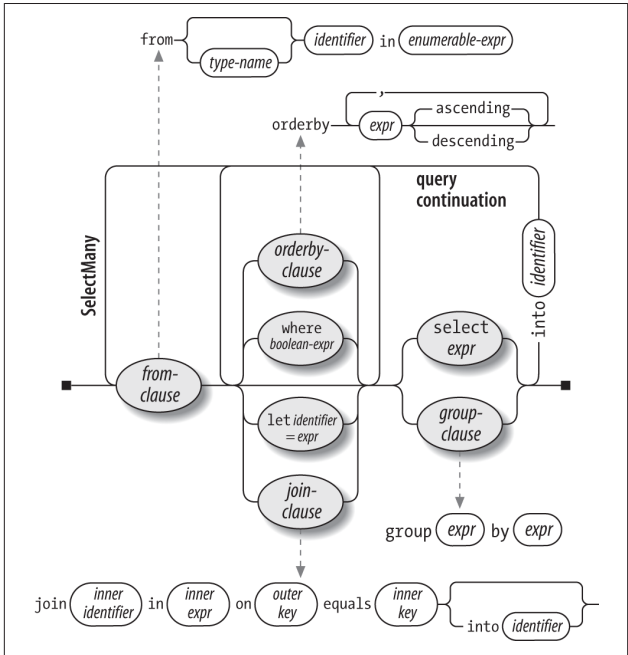 from type-name identifier in enumerable-expr
,
orderby expr ascending
descending
query
continuation
SelectMany
identifier
into
orderby-
clause
where
boolean-expr
select
expr
from-
clause
let identifier
= expr
group-
clause
join-
clause
group expr by expr
join inner identifier in inner expr on outer key equals inner key
into identifier